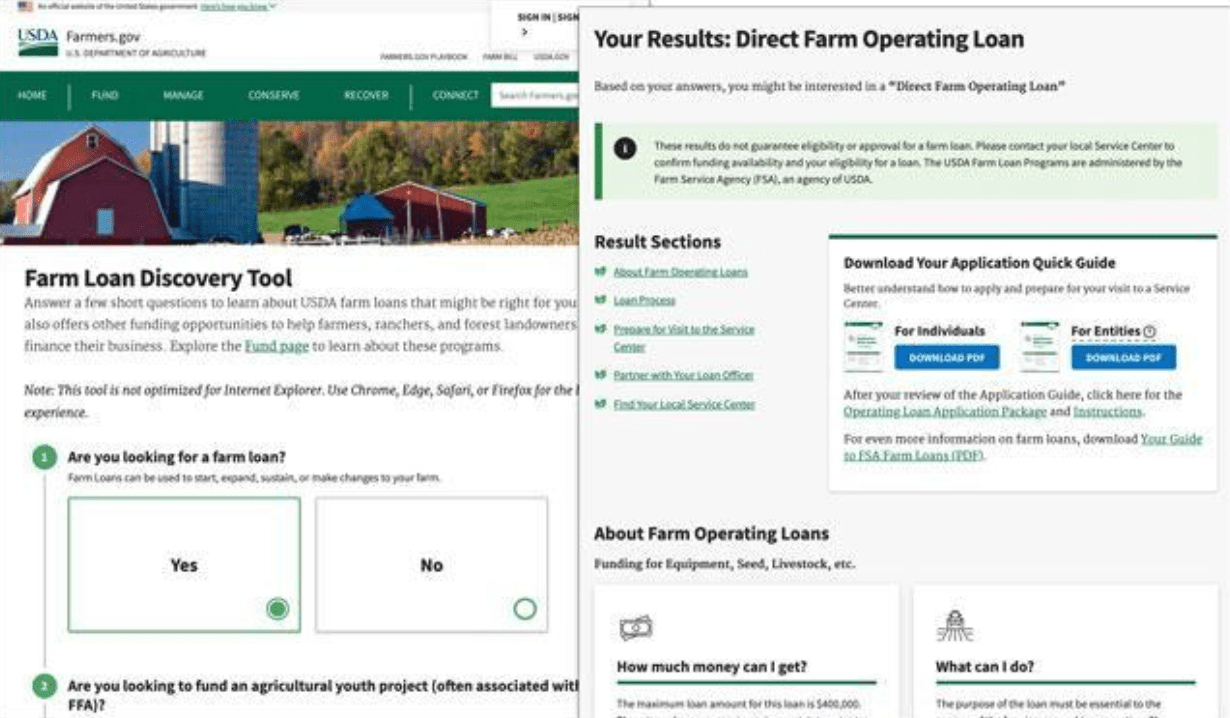 An official website of the United States government Here's how you know
SIGN IN | SIGN
USDA Farmers.gov
U.S. DEPARTMENT OF AGRICULTURE
FARMERS.GOV PLAYBOOK FARM BILL USDA.GOV
HOME FUND MANAGE CONSERVE RECOVER CONNECT Search Farmers.gov
Farm Loan Discovery Tool
Answer a few short questions to learn about USDA farm loans that might be right for you
also offers other funding opportunities to help farmers, ranchers, and forest landowners
finance their business. Explore the Fund page to learn about these programs.
Note: This tool is not optimized for Internet Explorer. Use Chrome, Edge, Safari, or Firefox for the
experience.
1 Are you looking for a farm loan?
Farm Loans can be used to start, expand, sustain, or make changes to your farm.
Yes
No
2 Are you looking to fund an agricultural youth project (often associated with
FFA)?
Your Results: Direct Farm Operating Loan
Based on your answers, you might be interested in a "Direct Farm Operating Loan"
These results do not guarantee eligibility or approval for a farm loan. Please contact your local Service Center to
confirm funding availability and your eligibility for a loan. The USDA Farm Loan Programs are administered by the
Farm Service Agency (FSA), an agency of USDA.
Result Sections
About Farm Operating Loans
Loan Process
Prepare for Visit to the Service
Center
Partner with Your Loan Officer
Find Your Local Service Center
Download Your Application Quick Guide
Better understand how to apply and prepare for your visit to a Service
Center.
For Individuals
DOWNLOAD PDF
For Entities
DOWNLOAD PDF
After your review of the Application Guide, click here for the
Operating Loan Application Package and Instructions.
For even more information on farm loans, download Your Guide
to FSA Farm Loans (PDF).
About Farm Operating Loans
Funding for Equipment, Seed, Livestock, etc.
How much money can I get?
The maximum loan amount for this loan is $400,000.
What can I do?
The purpose of the loan must be essential to the